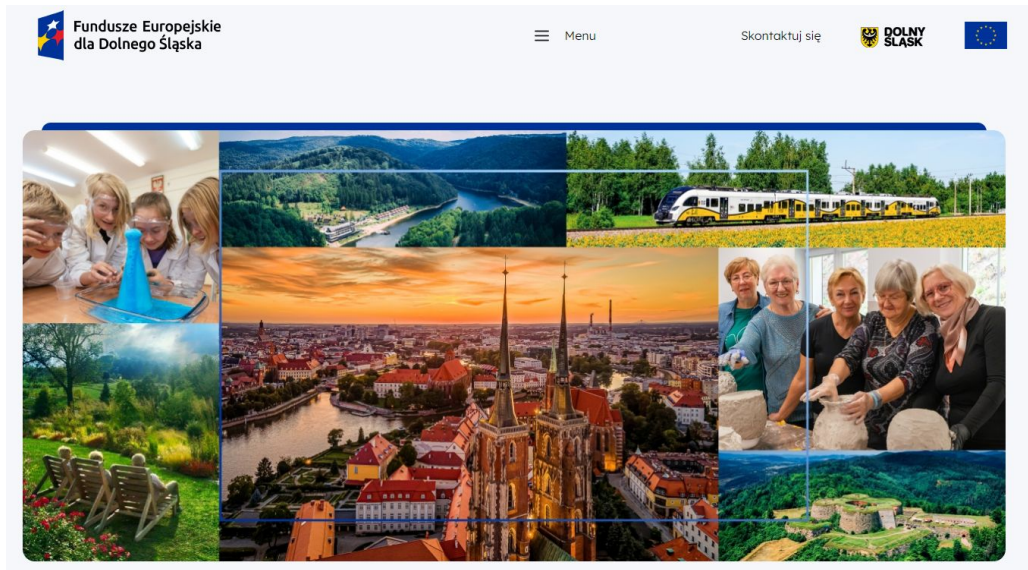 Fundusze Europejskie
dla Dolnego Śląska
Menu
Skontaktuj się
DOLNY
ŚLĄSK